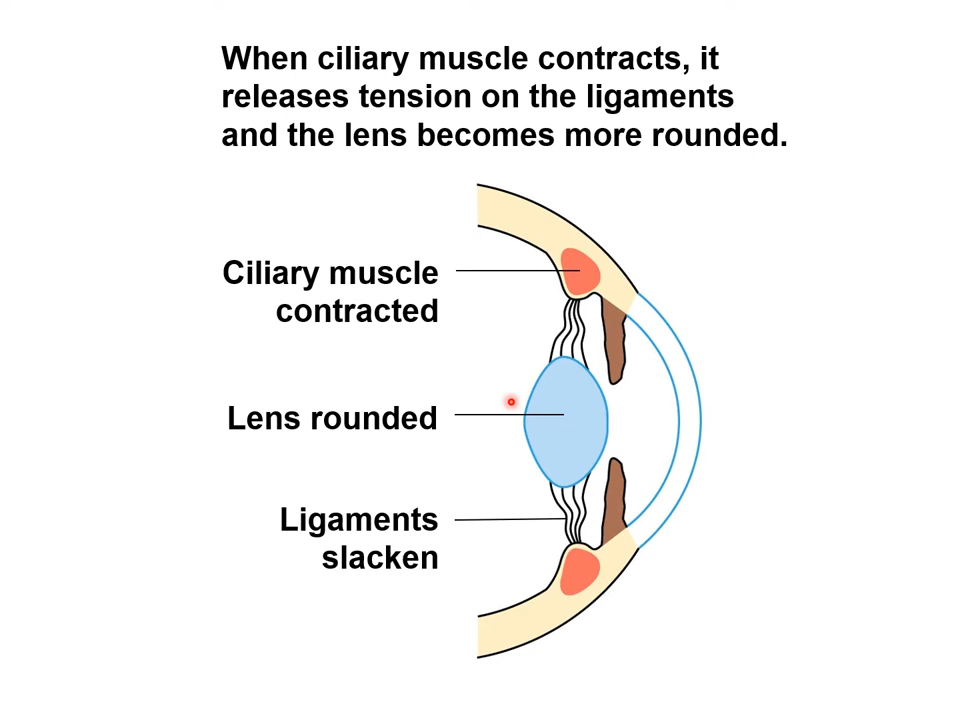 When ciliary muscle contracts, it
releases tension on the ligaments
and the lens becomes more rounded.
Ciliary muscle
contracted
Lens rounded
Ligaments
slacken